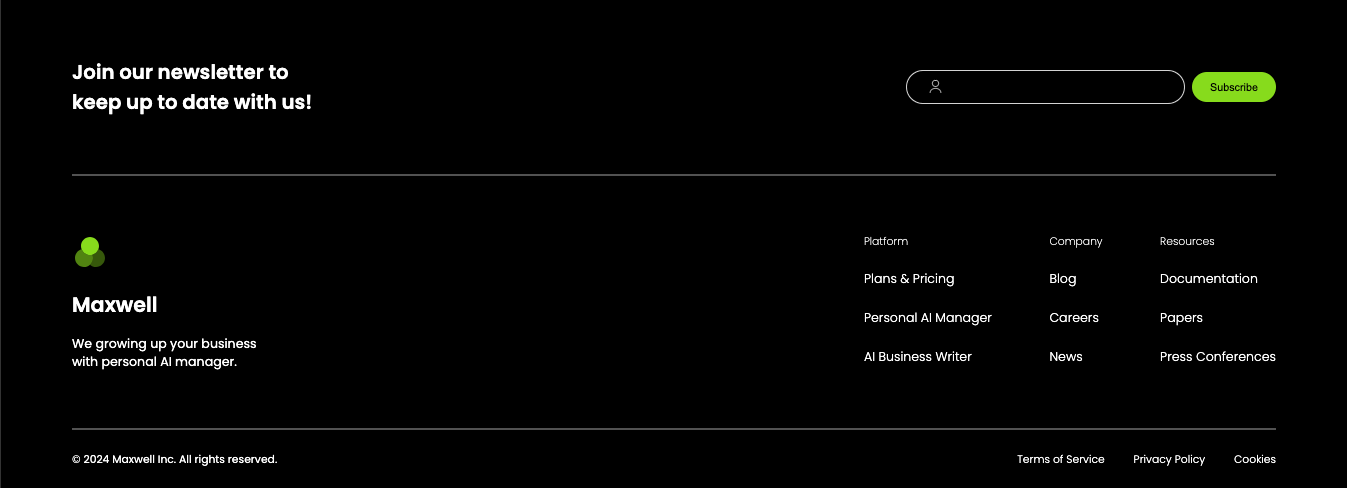 Join our newsletter to
keep up to date with us!
Subscribe
Maxwell
We growing up your business
with personal AI manager.
Platform
Plans & Pricing
Personal AI Manager
AI Business Writer
Company
Blog
Careers
News
Resources
Documentation
Papers
Press Conferences
© 2024 Maxwell Inc. All rights reserved.
Terms of Service
Privacy Policy
Cookies